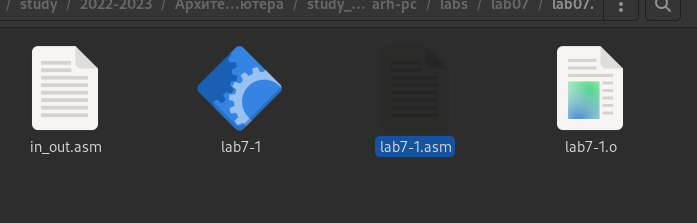 / study / 2022-2023 / Архите…ютера / study_… arh-pc / labs / lab07 / lab07.
in_out.asm lab7-1 lab7-1.asm lab7-1.o